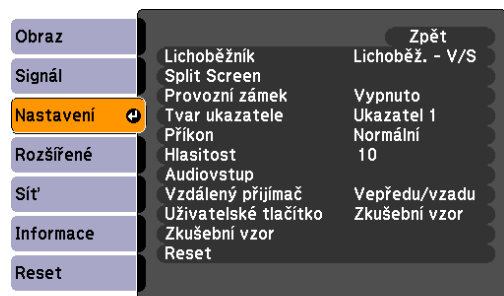 Obraz
Signál
Nastavení
Rozšířené
Síť
Informace
Reset
Zpět
Lichoběžník Lichoběž. - V/S
Split Screen
Provozní zámek Vypnuto
Tvar ukazatele Ukazatel 1
Příkon Normální
Hlasitost 10
Audiovstup
Vzdálený přijímač Vepředu/vzadu
Uživatelské tlačítko Zkušební vzor
Zkušební vzor
Reset